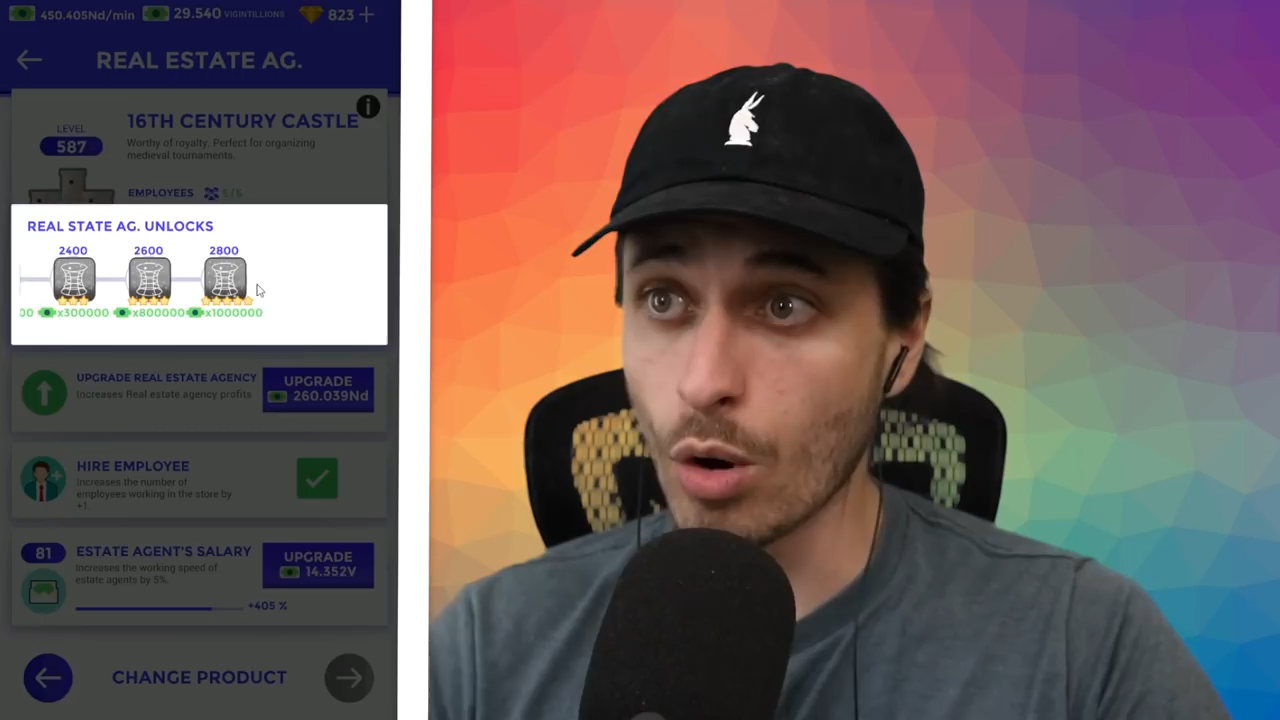 450.405Nd/min 29.540 VIGINTILLIONS 823 +
REAL ESTATE AG.
16TH CENTURY CASTLE
i
LEVEL
587
Worthy of royalty. Perfect for organizing
medieval tournaments.
EMPLOYEES 5/5
REAL STATE AG. UNLOCKS
2400 2600 2800
00 x300000 x800000 x1000000
UPGRADE REAL ESTATE AGENCY
Increases Real estate agency profits
UPGRADE
260.039Nd
HIRE EMPLOYEE
Increases the number of
employees working in the store by
+1
81
ESTATE AGENT'S SALARY
Increases the working speed of
estate agents by 5%.
UPGRADE
14.352V
+405 %
CHANGE PRODUCT